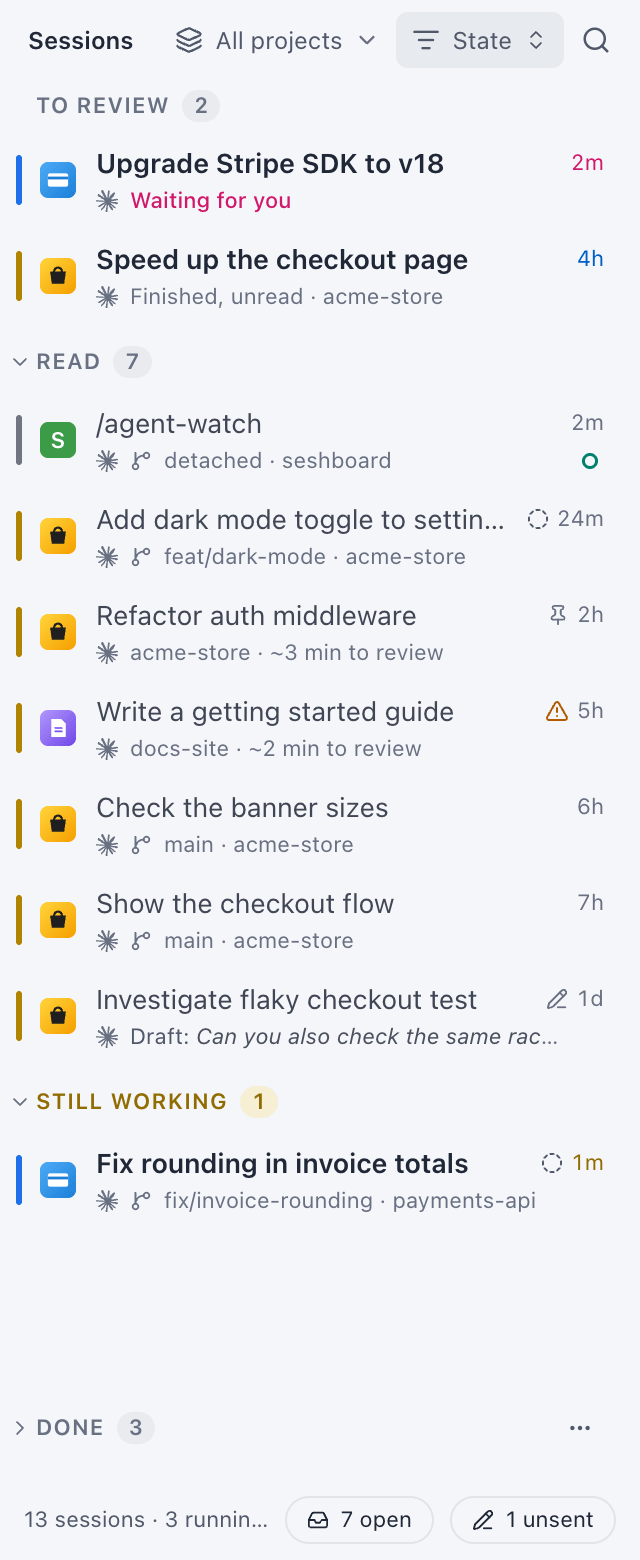 Sessions All projects State
TO REVIEW 2
Upgrade Stripe SDK to v18 2m
Waiting for you
Speed up the checkout page 4h
Finished, unread · acme-store
READ 7
S /agent-watch 2m
detached · seshboard
Add dark mode toggle to settin... 24m
feat/dark-mode · acme-store
Refactor auth middleware 2h
acme-store · ~3 min to review
Write a getting started guide 5h
docs-site · ~2 min to review
Check the banner sizes 6h
main · acme-store
Show the checkout flow 7h
main · acme-store
Investigate flaky checkout test 1d
Draft: Can you also check the same rac...
STILL WORKING 1
Fix rounding in invoice totals 1m
fix/invoice-rounding · payments-api
DONE 3
13 sessions · 3 runnin... 7 open 1 unsent